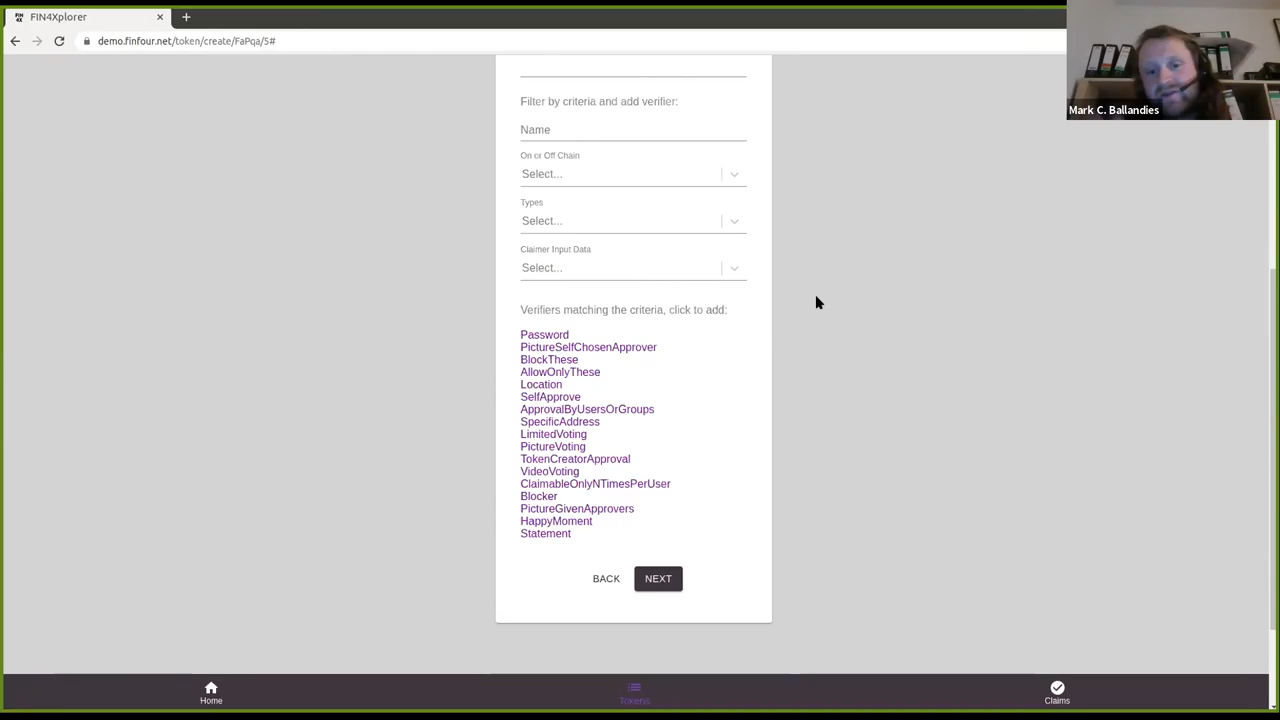 FIN4Xplorer
demo.finfour.net/token/create/FaPqa/5#
Mark C. Ballandies
Filter by criteria and add verifier:
Name
On or Off Chain
Select...
Types
Select...
Claimer Input Data
Select...
Verifiers matching the criteria, click to add:
Password
PictureSelfChosenApprover
BlockThese
AllowOnlyThese
Location
SelfApprove
ApprovalByUsersOrGroups
SpecificAddress
LimitedVoting
PictureVoting
TokenCreatorApproval
VideoVoting
ClaimableOnlyNTimesPerUser
Blocker
PictureGivenApprovers
HappyMoment
Statement
BACK NEXT
Home Tokens Claims